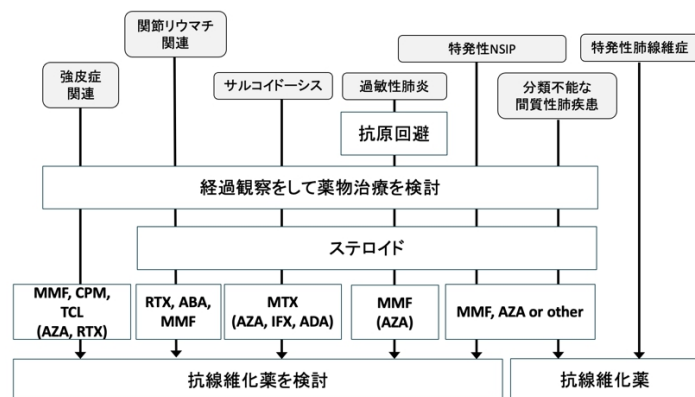 関節リウマチ
関連
特発性NSIP
特発性肺線維症
強皮症
関連
サルコイドーシス
過敏性肺炎
分類不能な
間質性肺疾患
抗原回避
経過観察をして薬物治療を検討
ステロイド
MMF, CPM,
TCL
(AZA, RTX)
RTX, ABA,
MMF
MTX
(AZA, IFX, ADA)
MMF
(AZA)
MMF, AZA or other
抗線維化薬を検討
抗線維化薬